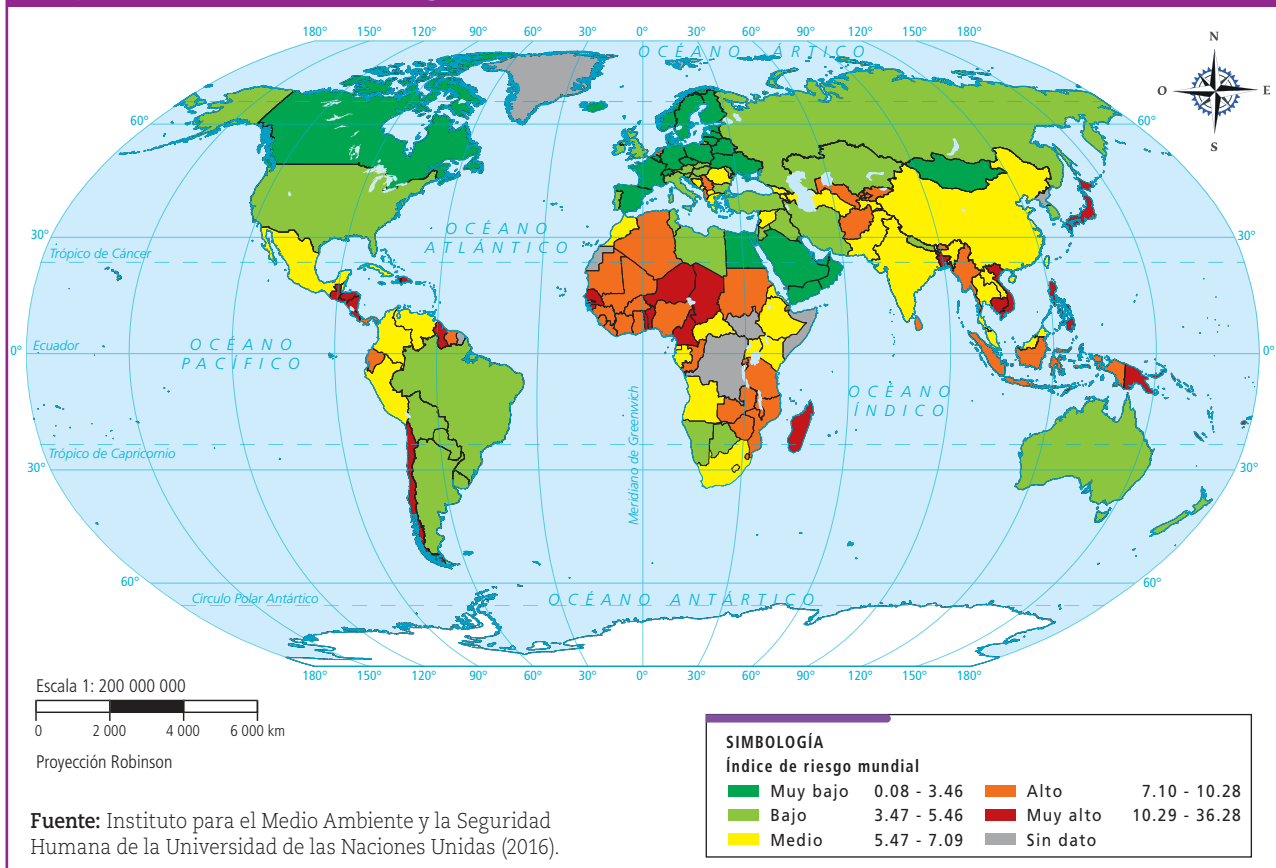 180° 150° 120° 90° 60° 30° 0° 30° 60° 90° 120° 150° 180°
OCÉANO ÁRTICO
N
O E
S
60° 60°
OCÉANO
ATLÁNTICO
30° 30°
Trópico de Cáncer
OCÉANO
PACÍFICO
Ecuador
0° 0°
OCÉANO
ÍNDICO
Meridiano de Greenwich
Trópico de Capricornio
30° 30°
60° 60°
Círculo Polar Antártico
OCÉANO ANTÁRTICO
180° 150° 120° 90° 60° 30° 0° 30° 60° 90° 120° 150° 180°
Escala 1: 200 000 000
0 2 000 4 000 6 000 km
Proyección Robinson
Fuente: Instituto para el Medio Ambiente y la Seguridad
Humana de la Universidad de las Naciones Unidas (2016).
SIMBOLOGÍA
Índice de riesgo mundial
Muy bajo 0.08 - 3.46
Bajo 3.47 - 5.46
Medio 5.47 - 7.09
Alto 7.10 - 10.28
Muy alto 10.29 - 36.28
Sin dato